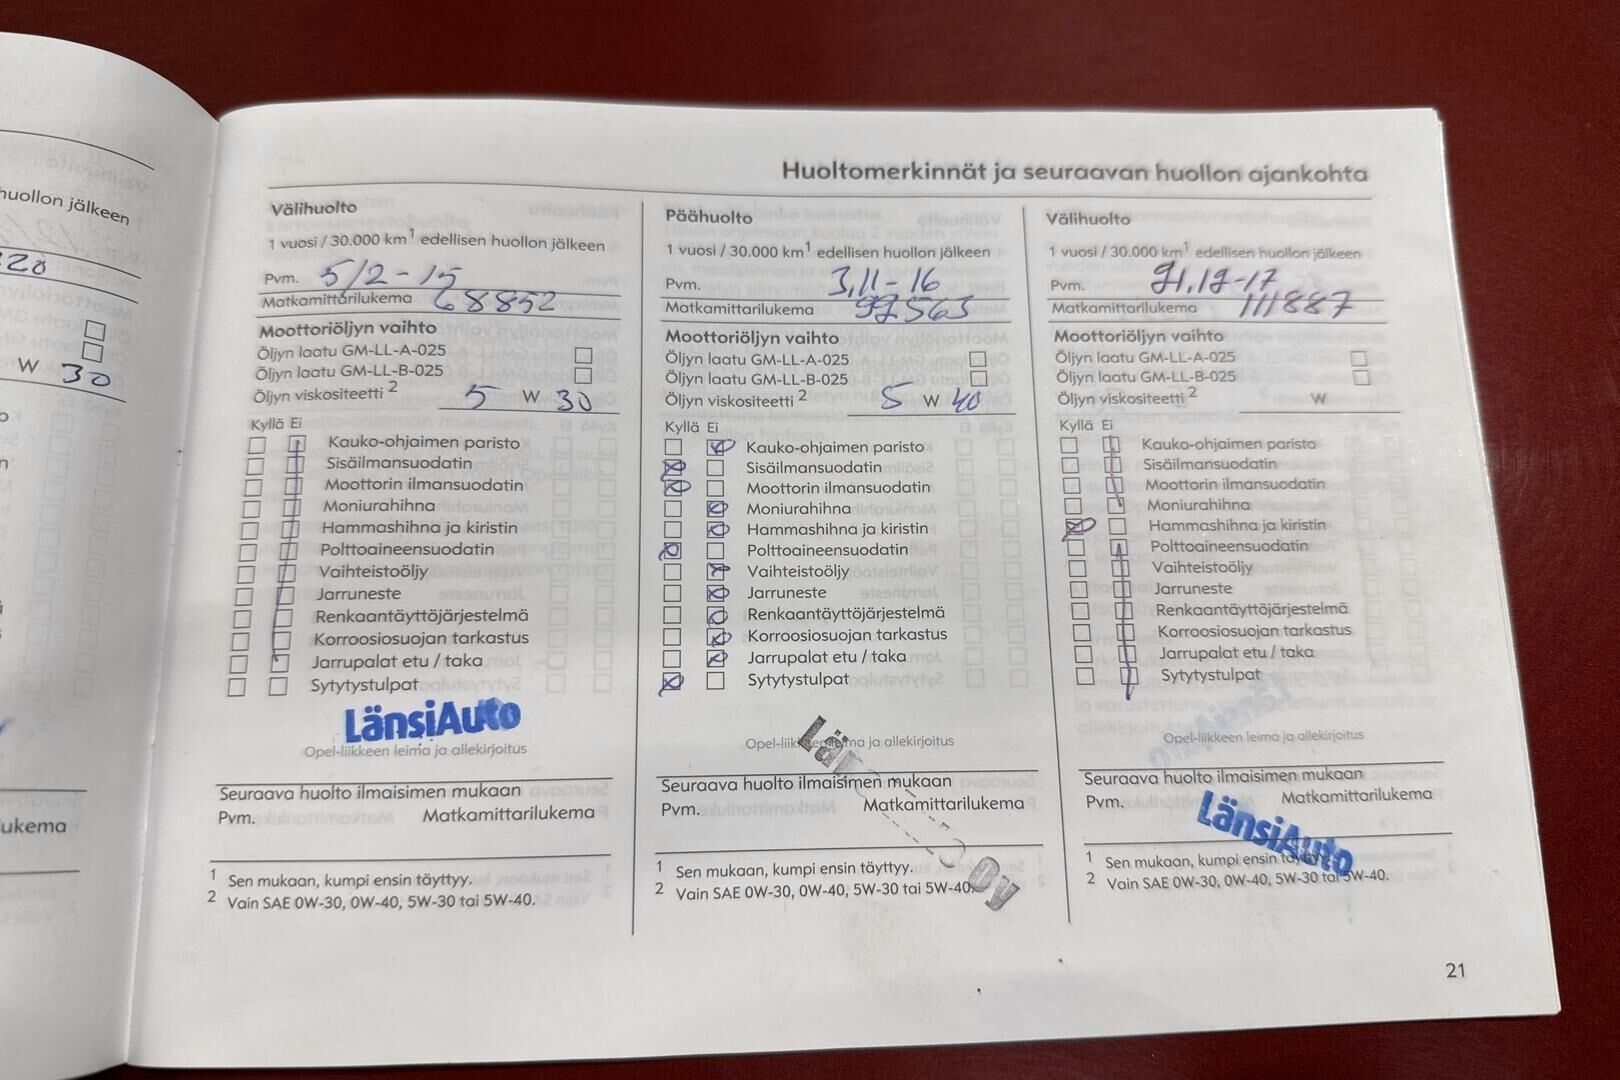 huollon jälkeen
20
W 30
ukema
Huoltomerkinnät ja seuraavan huollon ajankohta
Välihuolto
1 vuosi / 30.000 km1 edellisen huollon jälkeen
Pvm. 5/2 - 15
Matkamittarilukema 68852
Moottoriöljyn vaihto
Öljyn laatu GM-LL-A-025
Öljyn laatu GM-LL-B-025
Öljyn viskositeetti 2 5 W 30
Kyllä Ei
Kauko-ohjaimen paristo
Sisäilmansuodatin
Moottorin ilmansuodatin
Moniurahihna
Hammashihna ja kiristin
Polttoaineensuodatin
Vaihteistoöljy
Jarruneste
Renkaantäyttöjärjestelmä
Korroosiosuojan tarkastus
Jarrupalat etu / taka
Sytytystulpat
LänsiAuto
Opel-liikkeen leima ja allekirjoitus
Seuraava huolto ilmaisimen mukaan
Pvm. Matkamittarilukema
1 Sen mukaan, kumpi ensin täyttyy.
2 Vain SAE 0W-30, 0W-40, 5W-30 tai 5W-40.
Päähuolto
1 vuosi / 30.000 km1 edellisen huollon jälkeen
Pvm. 3,11 - 16
Matkamittarilukema 92563
Moottoriöljyn vaihto
Öljyn laatu GM-LL-A-025
Öljyn laatu GM-LL-B-025
Öljyn viskositeetti 2 5 W 40
Kyllä Ei
Kauko-ohjaimen paristo
Sisäilmansuodatin
Moottorin ilmansuodatin
Moniurahihna
Hammashihna ja kiristin
Polttoaineensuodatin
Vaihteistoöljy
Jarruneste
Renkaantäyttöjärjestelmä
Korroosiosuojan tarkastus
Jarrupalat etu / taka
Sytytystulpat
Opel-liikkeen leima ja allekirjoitus
Seuraava huolto ilmaisimen mukaan
Pvm. Matkamittarilukema
Oy
1 Sen mukaan, kumpi ensin täyttyy.
2 Vain SAE 0W-30, 0W-40, 5W-30 tai 5W-40.
Välihuolto
1 vuosi / 30.000 km1 edellisen huollon jälkeen
Pvm.
Matkamittarilukema 111887
Moottoriöljyn vaihto
Öljyn laatu GM-LL-A-025
Öljyn laatu GM-LL-B-025
Öljyn viskositeetti 2 W
Kyllä Ei
Kauko-ohjaimen paristo
Sisäilmansuodatin
Moottorin ilmansuodatin
Moniurahihna
Hammashihna ja kiristin
Polttoaineensuodatin
Vaihteistoöljy
Jarruneste
Renkaantäyttöjärjestelmä
Korroosiosuojan tarkastus
Jarrupalat etu / taka
Sytytystulpat
Opel-liikkeen leima ja allekirjoitus
Seuraava huolto ilmaisimen mukaan
Pvm. Matkamittarilukema
LänsiAuto
1 Sen mukaan, kumpi ensin täyttyy.
2 Vain SAE 0W-30, 0W-40, 5W-30 tai 5W-40.
21